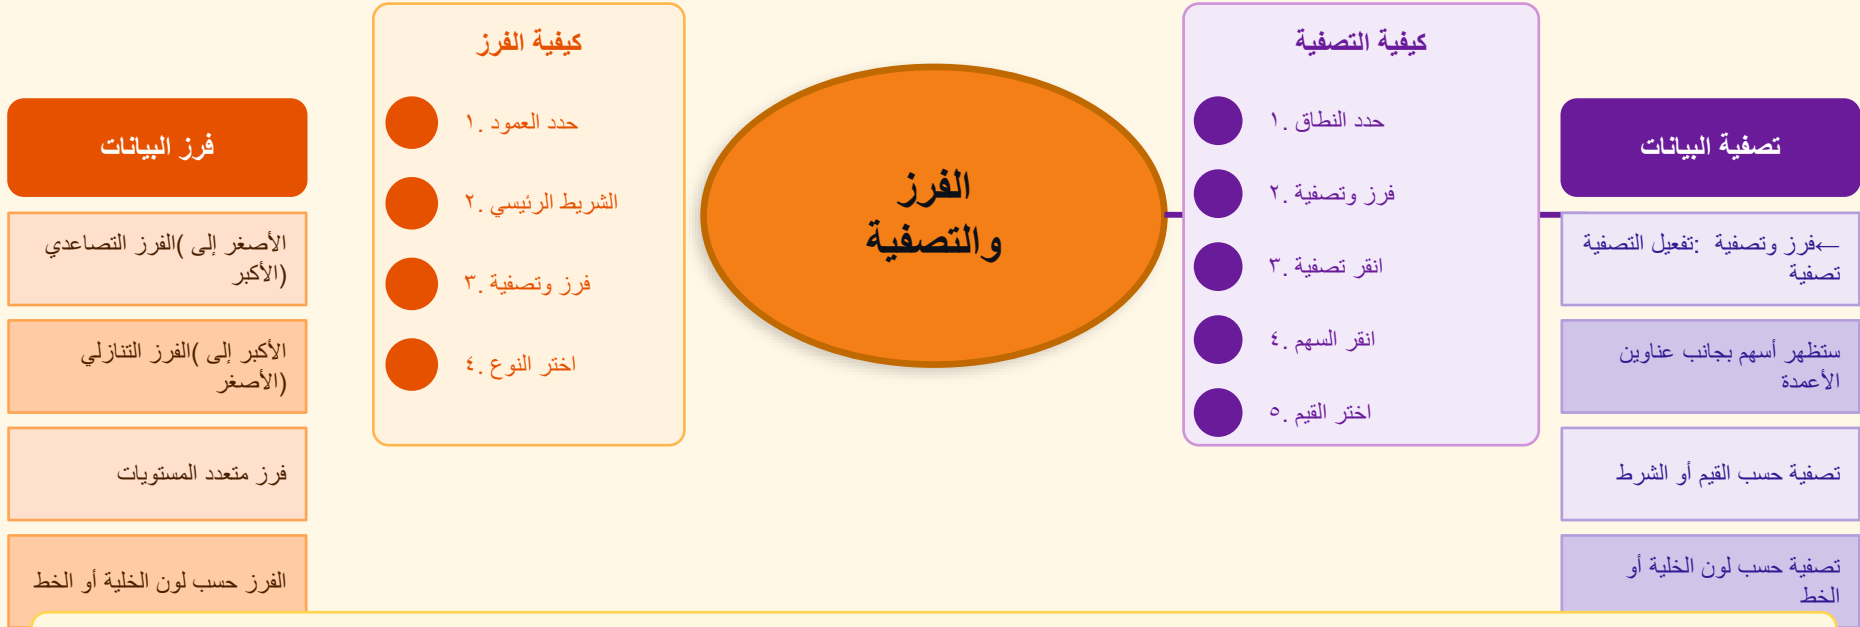 تصفية البيانات
←فرز وتصفية :تفعيل التصفية
تصفية
ستظهر أسهم بجانب عناوين
الأعمدة
تصفية حسب القيم أو الشرط
تصفية حسب لون الخلية أو
الخط
كيفية التصفية
١. حدد النطاق
٢. فرز وتصفية
٣. انقر تصفية
٤. انقر السهم
٥. اختر القيم
الفرز
والتصفية
كيفية الفرز
١. حدد العمود
٢. الشريط الرئيسي
٣. فرز وتصفية
٤. اختر النوع
فرز البيانات
الأصغر إلى )الفرز التصاعدي
(الأكبر
الأكبر إلى )الفرز التنازلي
(الأصغر
فرز متعدد المستويات
الفرز حسب لون الخلية أو الخط